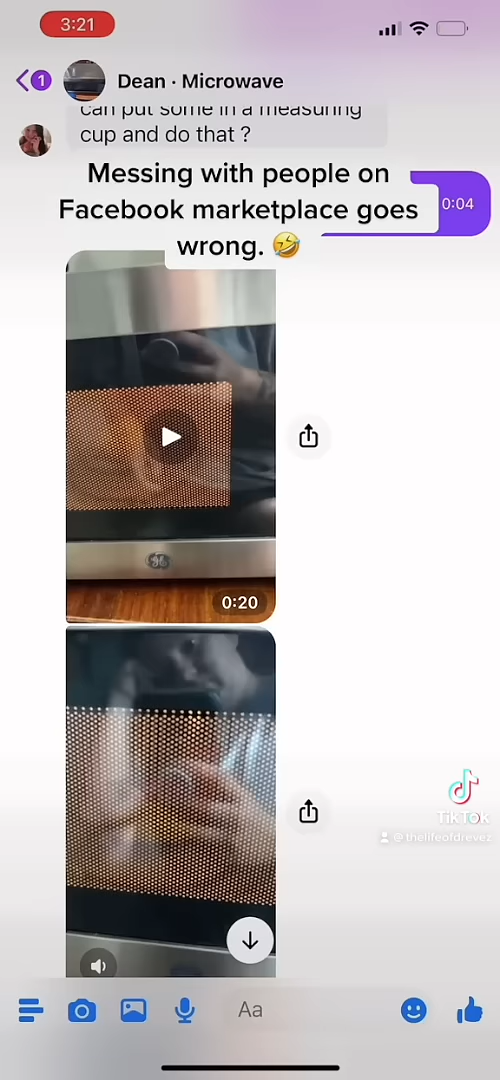 3:21
1
Dean · Microwave
can put some in a measuring
cup and do that ?
Messing with people on
Facebook marketplace goes
wrong. 🤣
0:04
GE
0:20
TikTok
@thelifeofdrevez
Aa